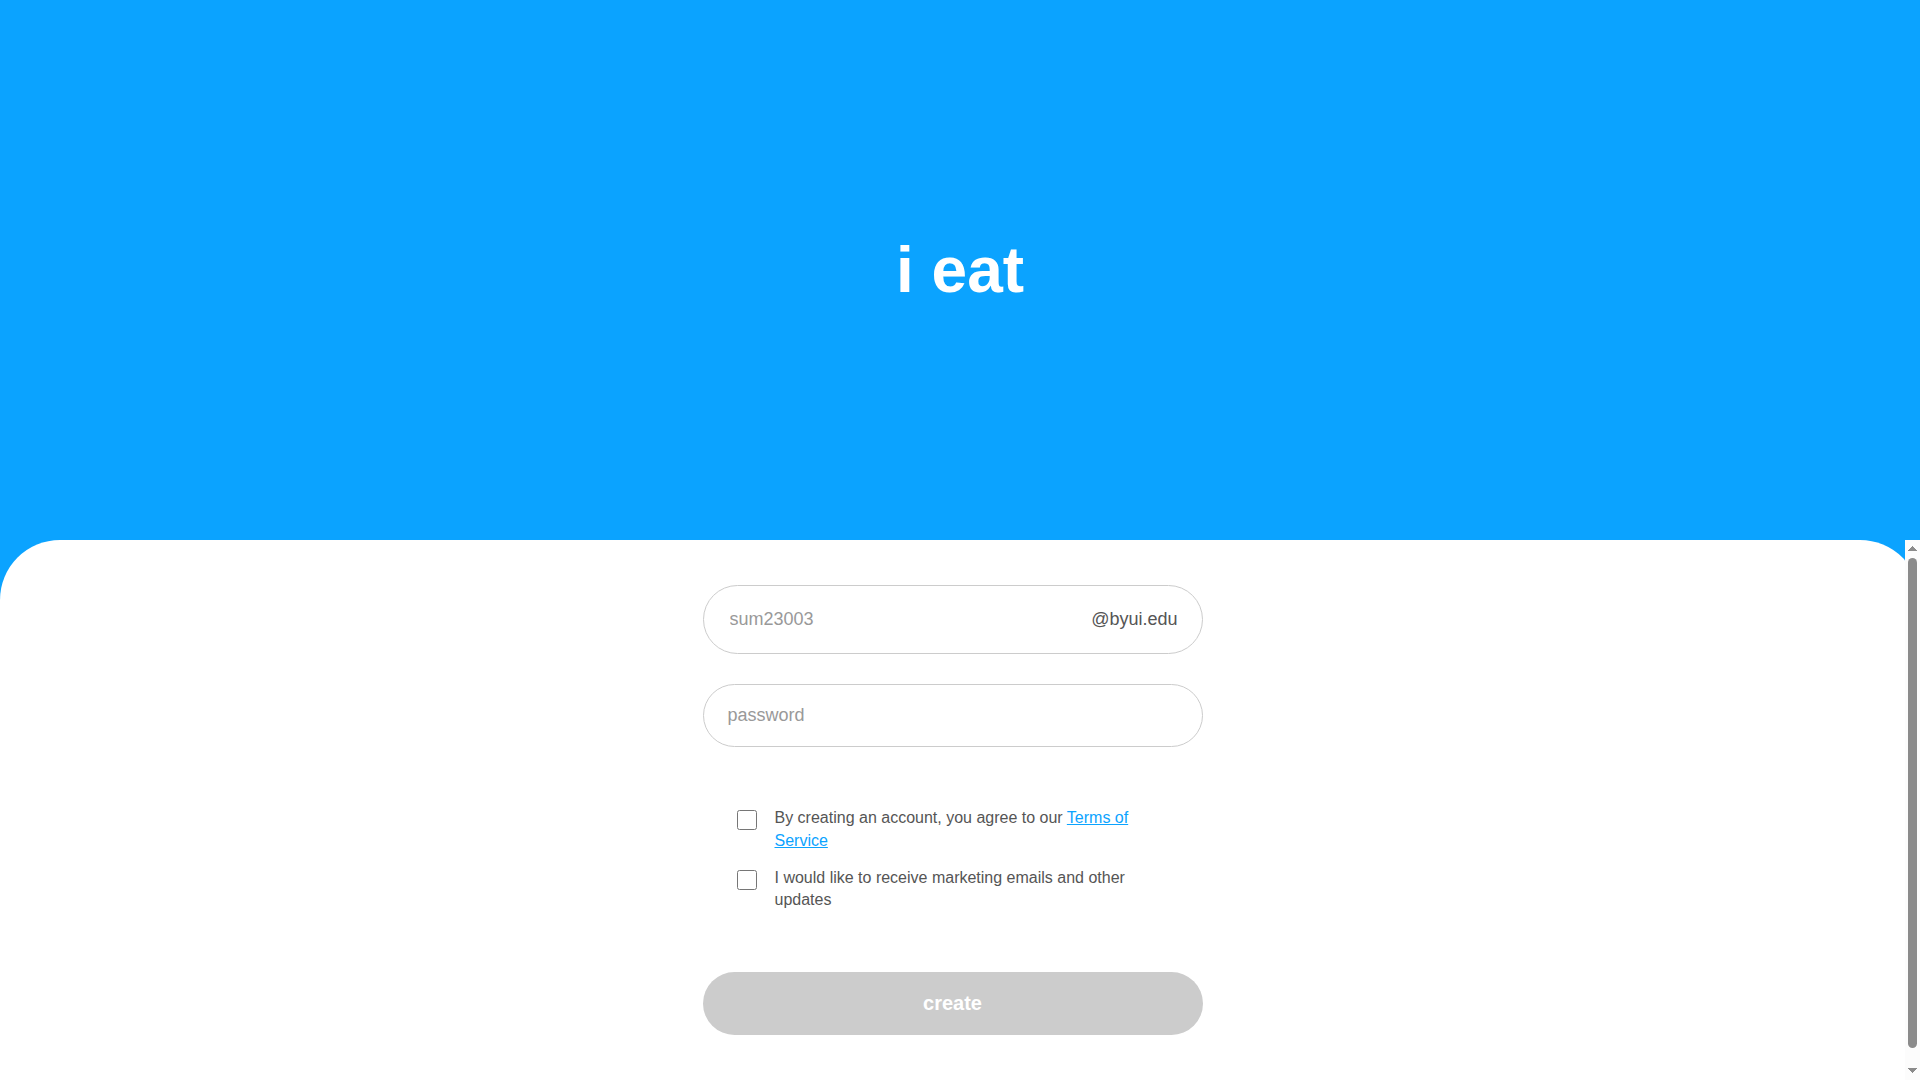 i eat
sum23003 @byui.edu
password
By creating an account, you agree to our Terms of
Service
I would like to receive marketing emails and other
updates
create